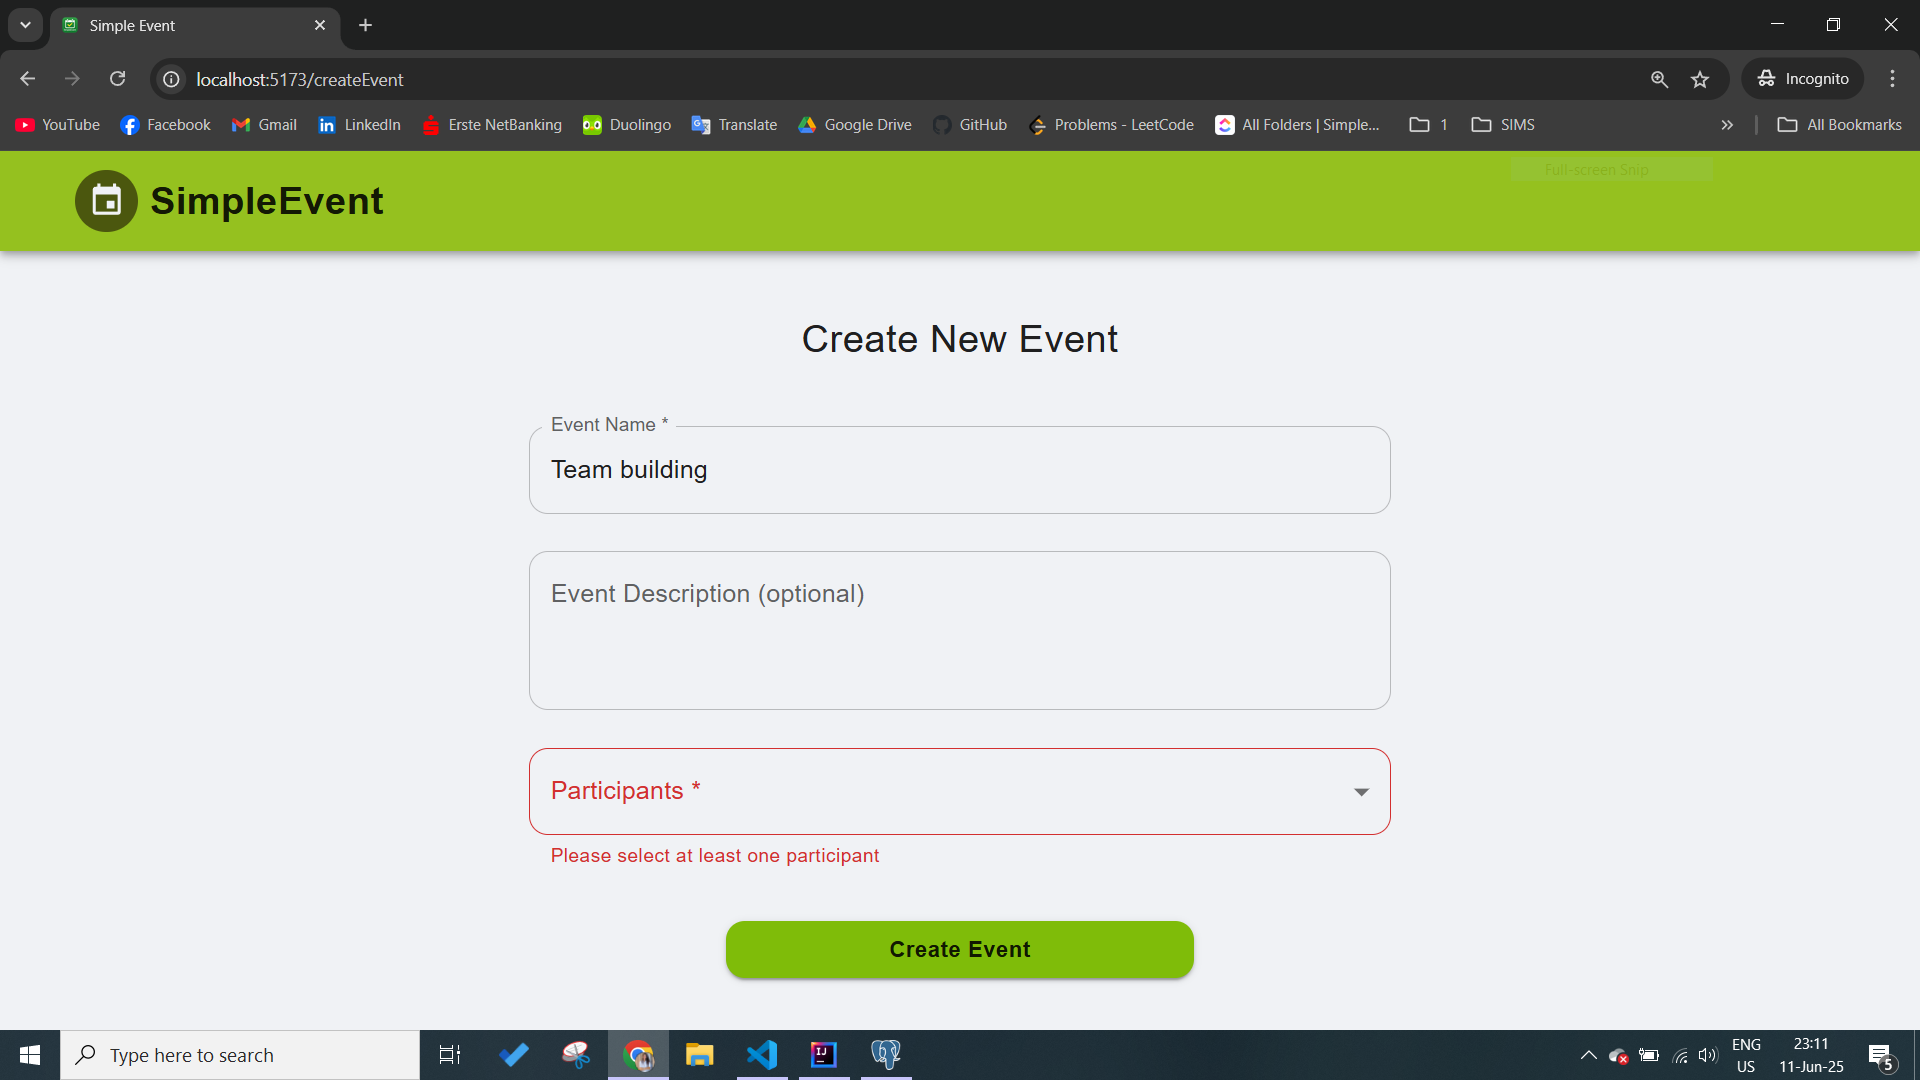 Simple Event
localhost:5173/createEvent
Incognito
YouTube Facebook Gmail LinkedIn Erste NetBanking Duolingo Translate Google Drive GitHub Problems - LeetCode All Folders | Simple... 1 SIMS All Bookmarks
Full-screen Snip
SimpleEvent
Create New Event
Event Name *
Team building
Event Description (optional)
Participants *
Please select at least one participant
Create Event
Type here to search
IJ
ENG
US
23:11
11-Jun-25
5